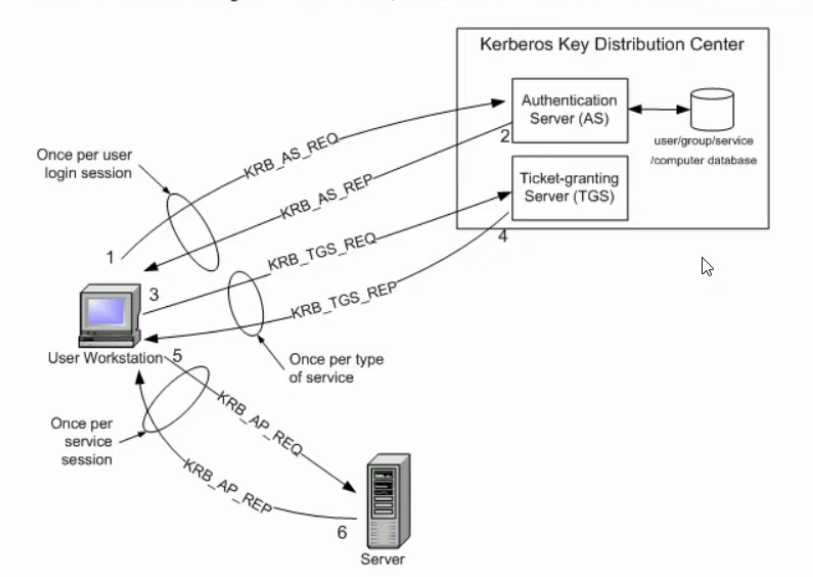 Kerberos Key Distribution Center
Authentication
Server (AS)
2
user/group/service
/computer database
Once per user
login session
KRB_AS_REQ
KRB_AS_REP
Ticket-granting
Server (TGS)
4
1
KRB_TGS_REQ
3
KRB_TGS_REP
User Workstation
5
Once per type
of service
Once per
service
session
KRB_AP_REQ
KRB_AP_REP
6
Server